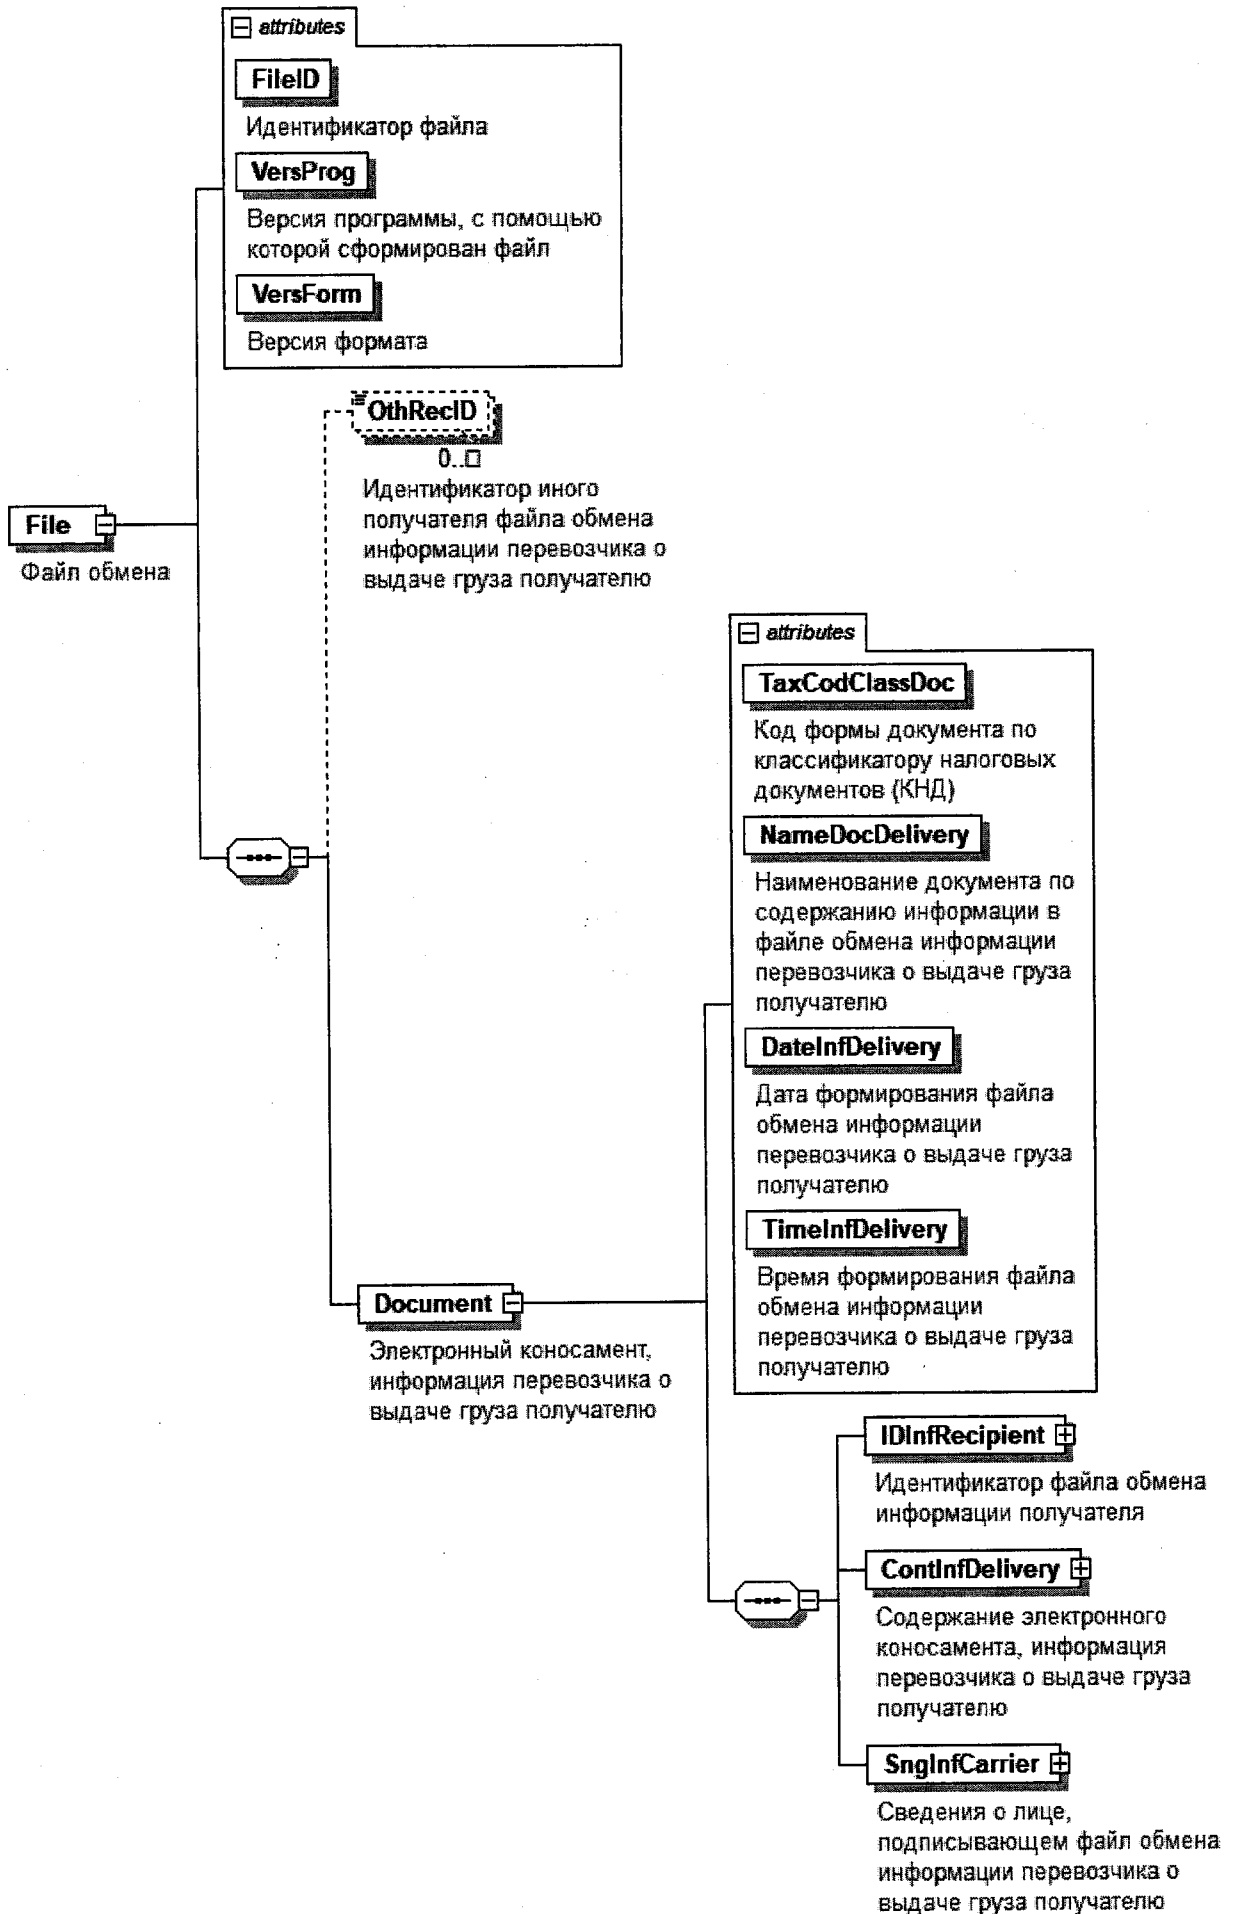 attributes
FileID
Идентификатор файла
VersProg
Версия программы, с помощью
которой сформирован файл
VersForm
Версия формата
OthRecID
0..□
Идентификатор иного
получателя файла обмена
информации перевозчика о
выдаче груза получателю
File
Файл обмена
attributes
TaxCodClassDoc
Код формы документа по
классификатору налоговых
документов (КНД)
NameDocDelivery
Наименование документа по
содержанию информации в
файле обмена информации
перевозчика о выдаче груза
получателю
DateInfDelivery
Дата формирования файла
обмена информации
перевозчика о выдаче груза
получателю
TimeInfDelivery
Время формирования файла
обмена информации
перевозчика о выдаче груза
получателю
Document
Электронный коносамент,
информация перевозчика о
выдаче груза получателю
IDInfRecipient
Идентификатор файла обмена
информации получателя
ContInfDelivery
Содержание электронного
коносамента, информация
перевозчика о выдаче груза
получателю
SngInfCarrier
Сведения о лице,
подписывающем файл обмена
информации перевозчика о
выдаче груза получателю